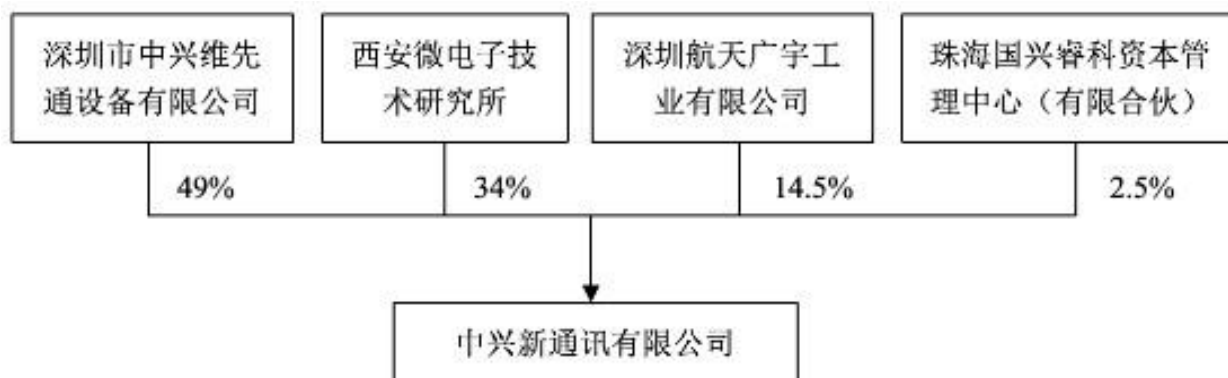 深圳市中兴维先
通设备有限公司
西安微电子技
术研究所
深圳航天广宇工
业有限公司
珠海国兴睿科资本管
理中心（有限合伙）
49%
34%
14.5%
2.5%
中兴新通讯有限公司